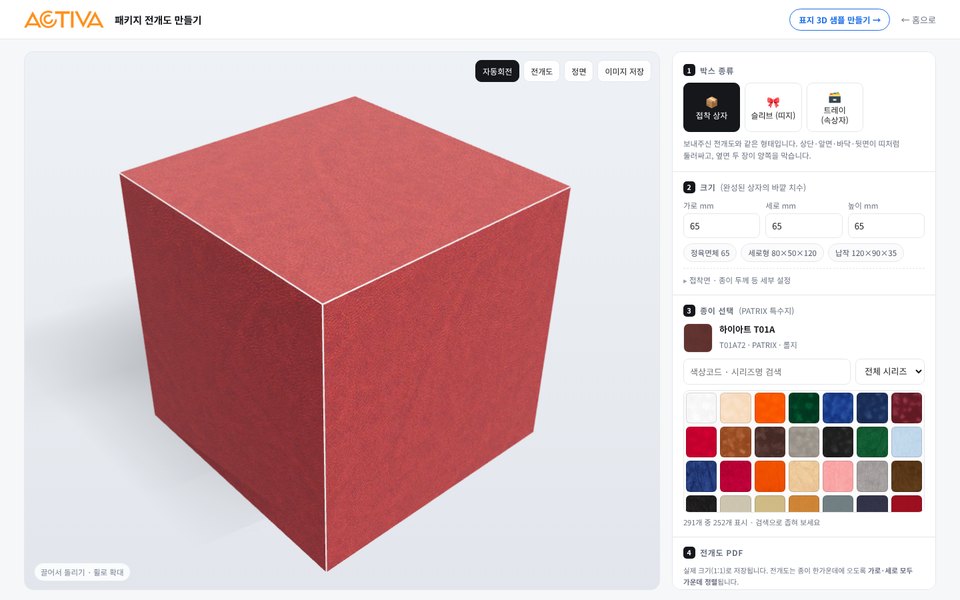 ACTIVA
패키지 전개도 만들기
표지 3D 샘플 만들기 →
← 홈으로
자동회전
전개도
정면
이미지 저장
끌어서 돌리기 · 휠로 확대
1 박스 종류
접착 상자
슬리브 (띠지)
트레이
(속상자)
보내주신 전개도와 같은 형태입니다. 상단·앞면·바닥·뒷면이 띠처럼
둘러싸고, 옆면 두 장이 양쪽을 막습니다.
2 크기 (완성된 상자의 바깥 치수)
가로 mm
세로 mm
높이 mm
65
65
65
정육면체 65
세로형 80×50×120
납작 120×90×35
▸ 접착면 · 종이 두께 등 세부 설정
3 종이 선택 (PATRIX 특수지)
하이아트 T01A
T01A72 · PATRIX · 롤지
색상코드 · 시리즈명 검색
전체 시리즈
291개 중 252개 표시 · 검색으로 좁혀 보세요
4 전개도 PDF
실제 크기(1:1)로 저장됩니다. 전개도는 종이 한가운데에 오도록 가로·세로 모두
가운데 정렬됩니다.